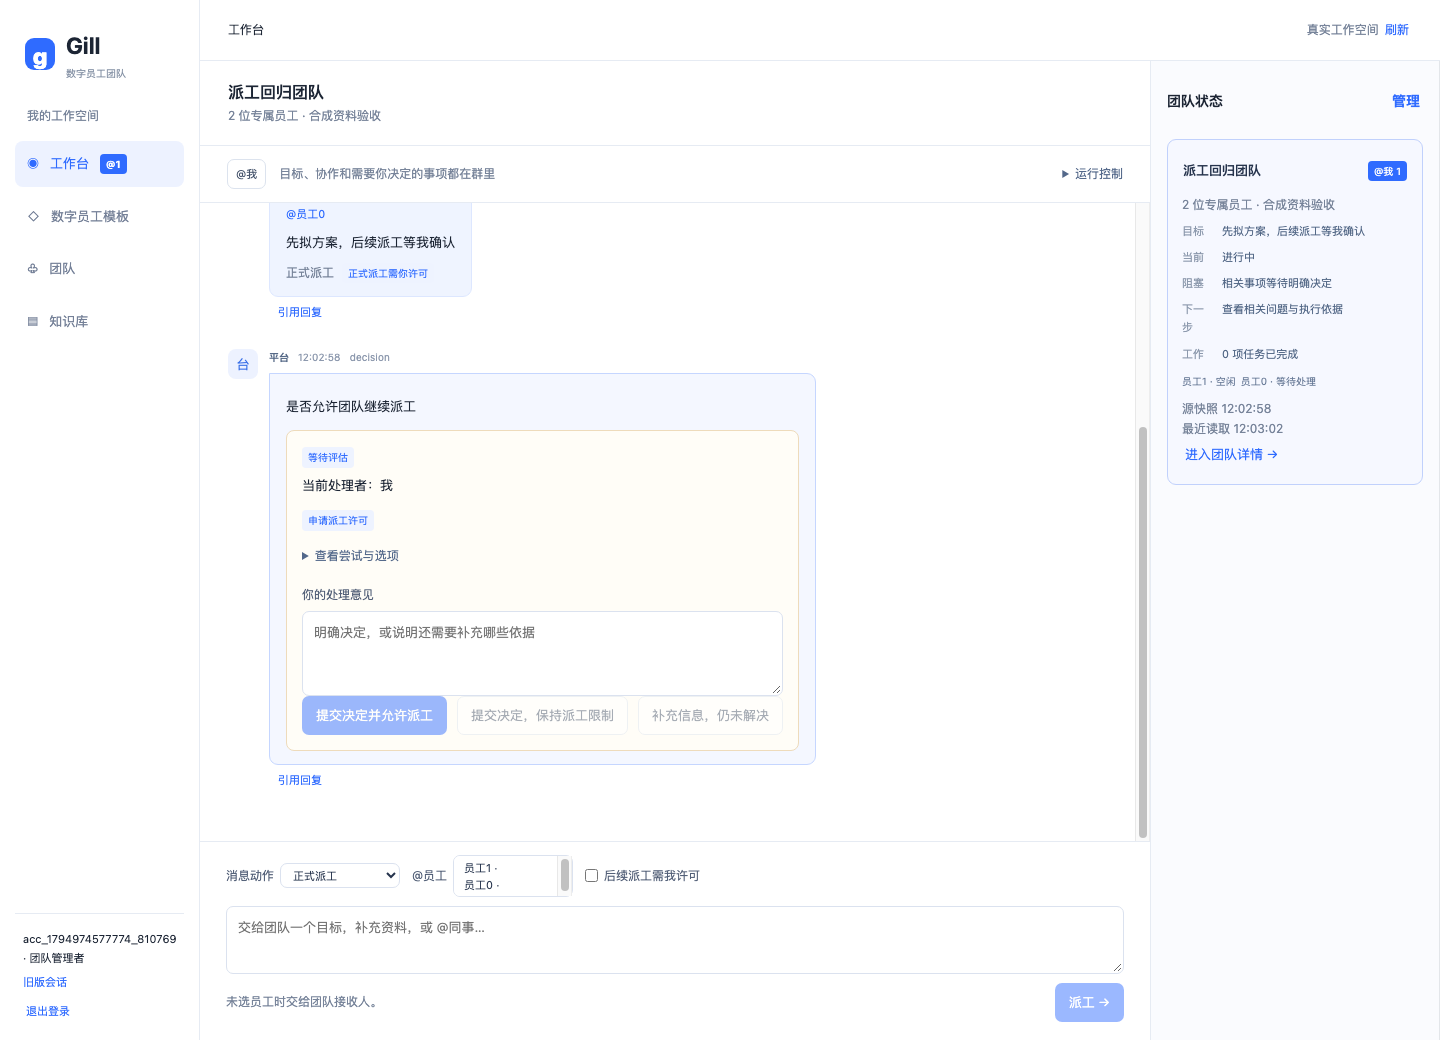 g
Gill
数字员工团队
我的工作空间
工作台 @1
数字员工模板
团队
知识库
acc_1794974577774_810769
· 团队管理者
旧版会话
退出登录
工作台
真实工作空间 刷新
派工回归团队
2 位专属员工 · 合成资料验收
@我 目标、协作和需要你决定的事项都在群里
运行控制
@员工0
先拟方案，后续派工等我确认
正式派工 正式派工需你许可
引用回复
台
平台 12:02:58 decision
是否允许团队继续派工
等待评估
当前处理者：我
申请派工许可
查看尝试与选项
你的处理意见
明确决定，或说明还需要补充哪些依据
提交决定并允许派工 提交决定，保持派工限制 补充信息，仍未解决
引用回复
消息动作 正式派工 @员工
员工1 ·
员工0 ·
后续派工需我许可
交给团队一个目标，补充资料，或 @同事...
未选员工时交给团队接收人。
派工 →
团队状态 管理
派工回归团队 @我 1
2 位专属员工 · 合成资料验收
目标 先拟方案，后续派工等我确认
当前 进行中
阻塞 相关事项等待明确决定
下一步 查看相关问题与执行依据
工作 0 项任务已完成
员工1 · 空闲 员工0 · 等待处理
源快照 12:02:58
最近读取 12:03:02
进入团队详情 →